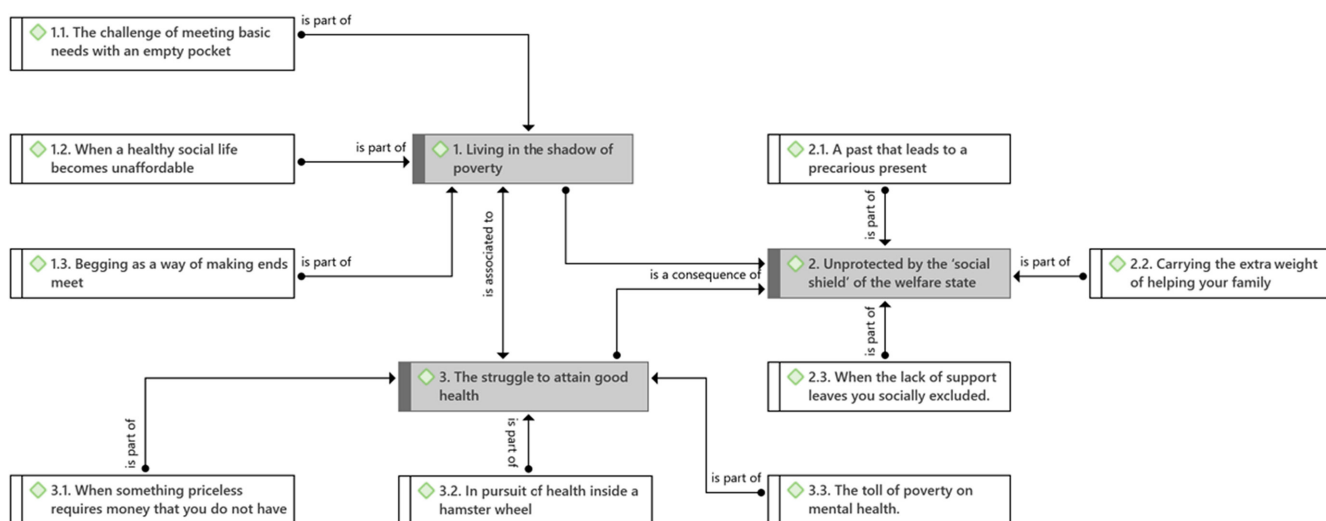 is part of
1.1. The challenge of meeting basic
needs with an empty pocket
1.2. When a healthy social life
becomes unaffordable
is part of
1. Living in the shadow of
poverty
2.1. A past that leads to a
precarious present
is part of
1.3. Begging as a way of making ends
meet
is part of
is associated to
is a consequence of
2. Unprotected by the ‘social
shield’ of the welfare state
is part of
2.2. Carrying the extra weight
of helping your family
is part of
3. The struggle to attain good
health
2.3. When the lack of support
leaves you socially excluded.
is part of
is part of
is part of
3.1. When something priceless
requires money that you do not have
3.2. In pursuit of health inside a
hamster wheel
3.3. The toll of poverty on
mental health.